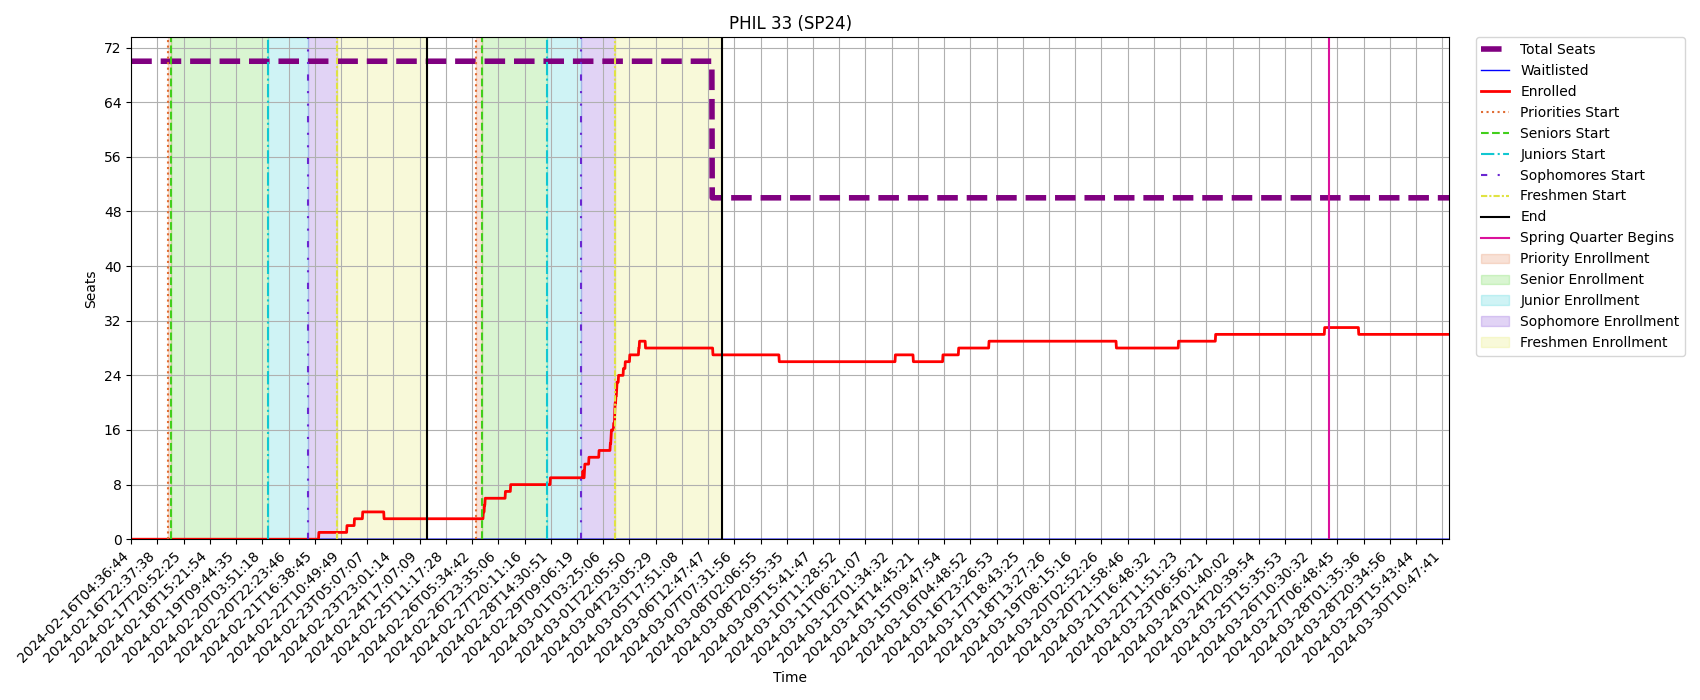 PHIL 33 (SP24)
72
64
56
48
40
32
24
16
8
0
Seats
2024-02-16T04:36:44
2024-02-16T22:37:38
2024-02-17T20:52:25
2024-02-18T15:21:54
2024-02-19T09:44:35
2024-02-20T03:51:18
2024-02-20T22:23:46
2024-02-21T16:38:45
2024-02-22T10:49:49
2024-02-23T05:07:07
2024-02-23T23:01:14
2024-02-24T17:07:09
2024-02-25T11:17:28
2024-02-26T05:34:42
2024-02-26T23:35:06
2024-02-27T20:11:16
2024-02-28T14:30:51
2024-02-29T09:06:19
2024-03-01T03:25:06
2024-03-01T22:05:50
2024-03-04T23:05:29
2024-03-05T17:51:08
2024-03-06T12:47:47
2024-03-07T07:31:56
2024-03-08T02:06:55
2024-03-08T20:55:35
2024-03-09T15:41:47
2024-03-10T11:28:52
2024-03-11T06:21:07
2024-03-12T01:34:32
2024-03-14T14:45:21
2024-03-15T09:47:54
2024-03-16T04:48:52
2024-03-16T23:26:53
2024-03-17T18:43:25
2024-03-18T13:27:26
2024-03-19T08:15:16
2024-03-20T02:52:26
2024-03-20T21:58:46
2024-03-21T16:48:32
2024-03-22T11:51:23
2024-03-23T06:56:21
2024-03-24T01:40:02
2024-03-24T20:39:54
2024-03-25T15:35:53
2024-03-26T10:30:32
2024-03-27T06:48:45
2024-03-28T01:35:36
2024-03-28T20:34:56
2024-03-29T15:43:44
2024-03-30T10:47:41
Time
Total Seats
Waitlisted
Enrolled
Priorities Start
Seniors Start
Juniors Start
Sophomores Start
Freshmen Start
End
Spring Quarter Begins
Priority Enrollment
Senior Enrollment
Junior Enrollment
Sophomore Enrollment
Freshmen Enrollment